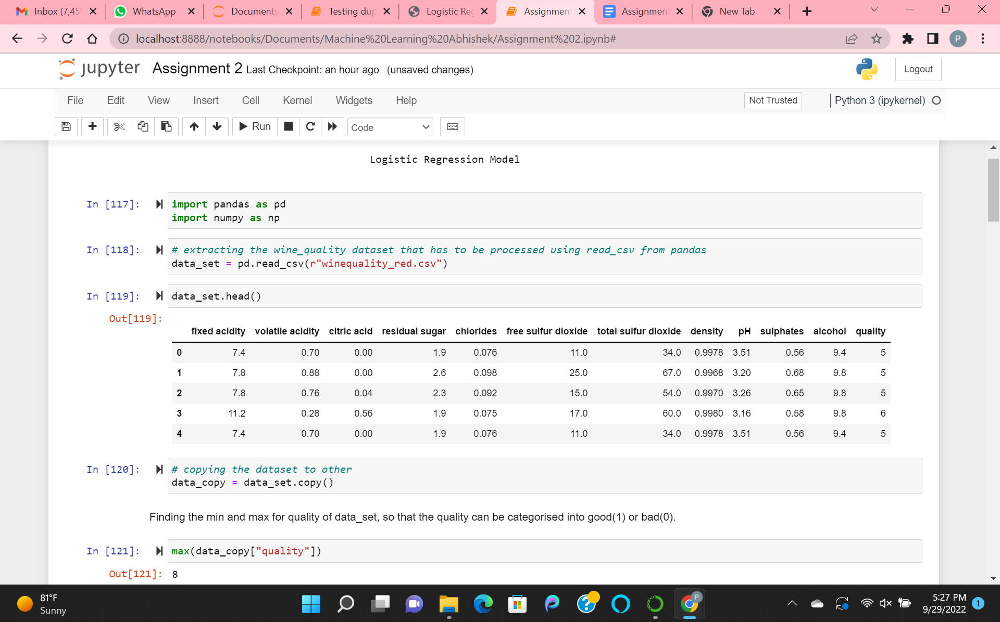 Inbox (7,459
WhatsApp
Documents
Testing dup
Logistic Reg
Assignment
Assignment
New Tab
localhost:8888/notebooks/Documents/Machine%20Learning%20Abhishek/Assignment%202.ipynb#
P
jupyter Assignment 2 Last Checkpoint: an hour ago (unsaved changes)
Logout
File Edit View Insert Cell Kernel Widgets Help
Not Trusted
Python 3 (ipykernel)
Run
Code
Logistic Regression Model
In [117]: import pandas as pd
import numpy as np
In [118]: # extracting the wine_quality dataset that has to be processed using read_csv from pandas
data_set = pd.read_csv(r"winequality_red.csv")
In [119]: data_set.head()
Out[119]:
fixed acidity volatile acidity citric acid residual sugar chlorides free sulfur dioxide total sulfur dioxide density pH sulphates alcohol quality
0 7.4 0.70 0.00 1.9 0.076 11.0 34.0 0.9978 3.51 0.56 9.4 5
1 7.8 0.88 0.00 2.6 0.098 25.0 67.0 0.9968 3.20 0.68 9.8 5
2 7.8 0.76 0.04 2.3 0.092 15.0 54.0 0.9970 3.26 0.65 9.8 5
3 11.2 0.28 0.56 1.9 0.075 17.0 60.0 0.9980 3.16 0.58 9.8 6
4 7.4 0.70 0.00 1.9 0.076 11.0 34.0 0.9978 3.51 0.56 9.4 5
In [120]: # copying the dataset to other
data_copy = data_set.copy()
Finding the min and max for quality of data_set, so that the quality can be categorised into good(1) or bad(0).
In [121]: max(data_copy["quality"])
Out[121]: 8
81°F
Sunny
P
5:27 PM
9/29/2022
1